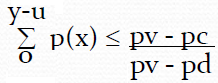 y-u
∑ p(x) ≤ pv - pc
0 pv - pd